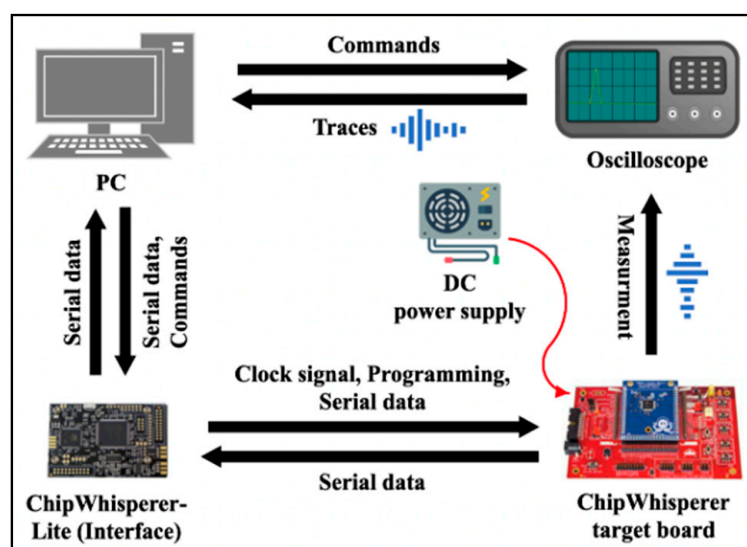 Commands
Traces
PC
Oscilloscope
Serial data
Serial data,
Commands
DC
power supply
Measurment
Clock signal, Programming,
Serial data
Serial data
ChipWhisperer-
Lite (Interface)
ChipWhisperer
target board